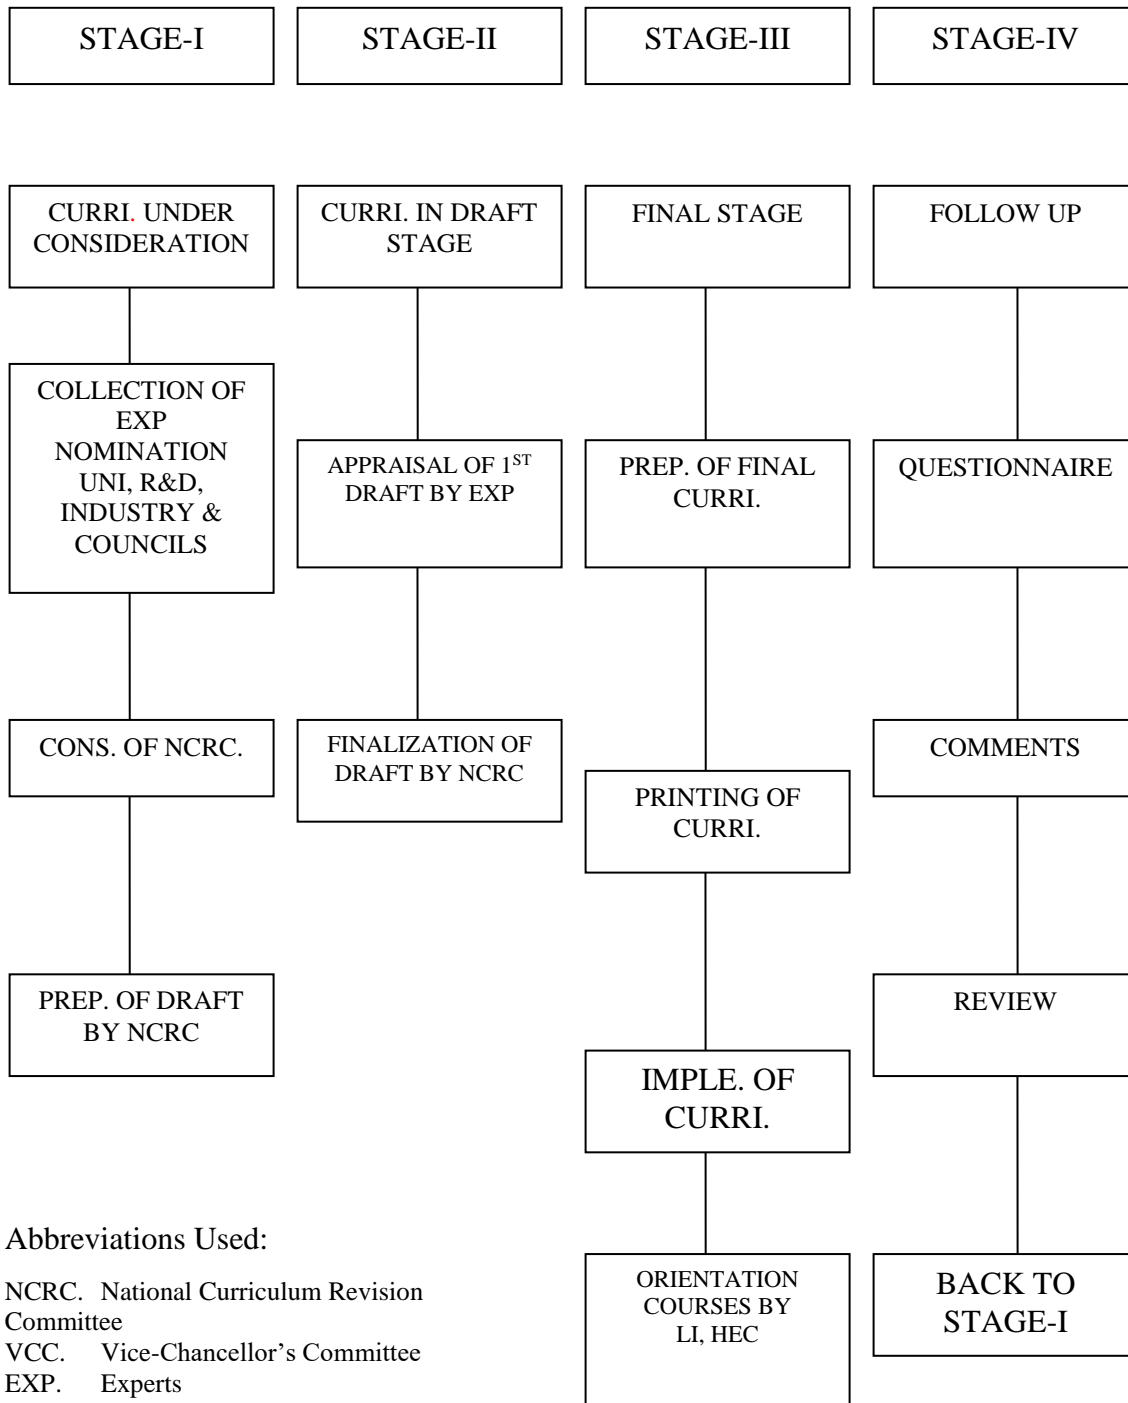 STAGE-I
STAGE-II
STAGE-III
STAGE-IV
CURRI. UNDER
CONSIDERATION
COLLECTION OF
EXP
NOMINATION
UNI, R&D,
INDUSTRY &
COUNCILS
CONS. OF NCRC.
PREP. OF DRAFT
BY NCRC
CURRI. IN DRAFT
STAGE
APPRAISAL OF 1ST
DRAFT BY EXP
FINALIZATION OF
DRAFT BY NCRC
FINAL STAGE
PREP. OF FINAL
CURRI.
PRINTING OF
CURRI.
IMPLE. OF
CURRI.
ORIENTATION
COURSES BY
LI, HEC
FOLLOW UP
QUESTIONNAIRE
COMMENTS
REVIEW
BACK TO
STAGE-I
Abbreviations Used:
NCRC. National Curriculum Revision
Committee
VCC. Vice-Chancellor’s Committee
EXP. Experts